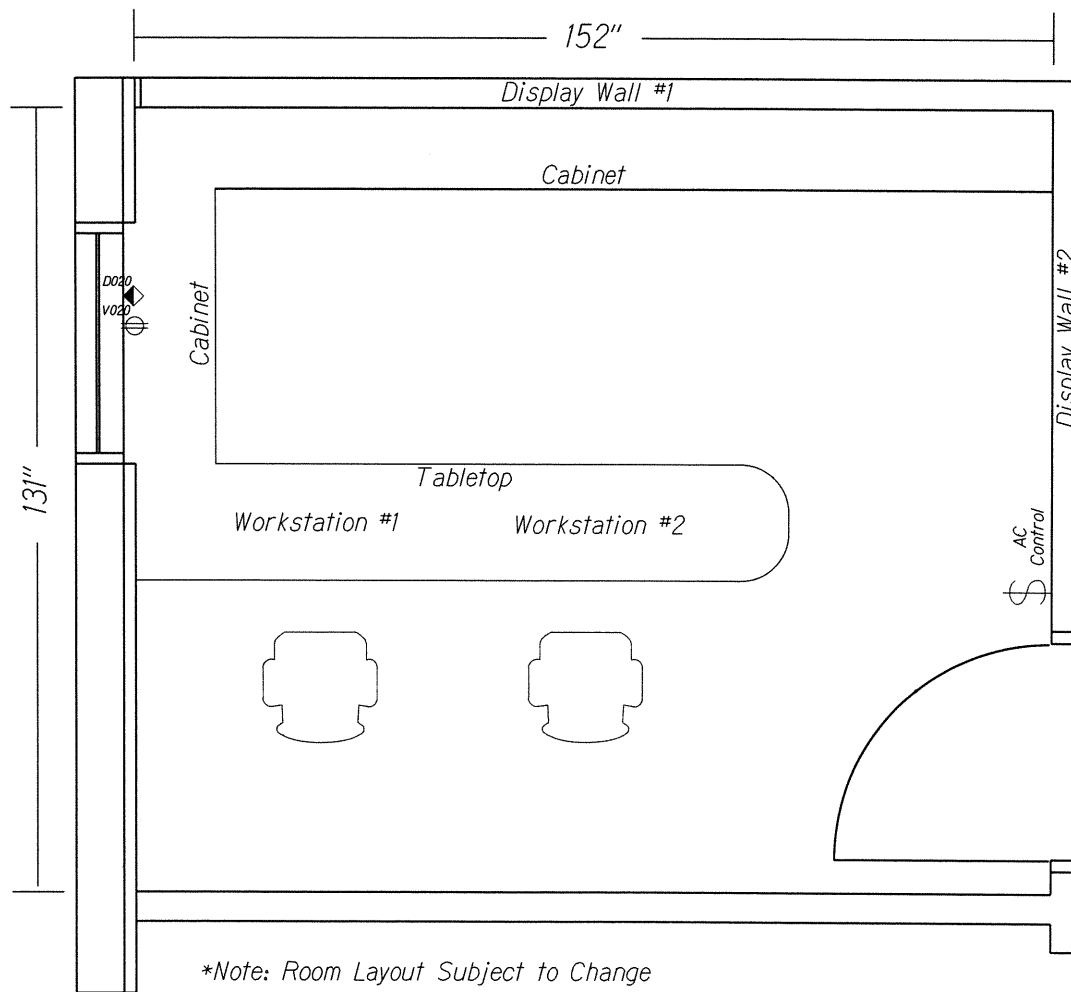 152"
Display Wall #1
Cabinet
Display Wall #2
D020
V020
Cabinet
131"
Tabletop
Workstation #1
Workstation #2
AC
Control
*Note: Room Layout Subject to Change